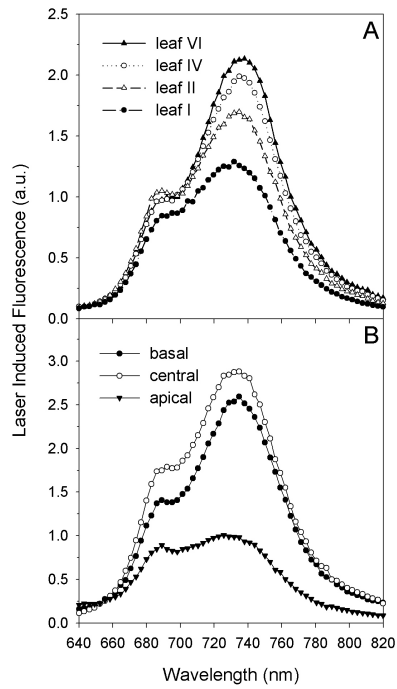 A
leaf VI
leaf IV
leaf II
leaf I
2.5
2.0
1.5
1.0
0.5
0.0
Laser Induced Fluorescence (a.u.)
B
basal
central
apical
3.0
2.5
2.0
1.5
1.0
0.5
0.0
640 660 680 700 720 740 760 780 800 820
Wavelength (nm)